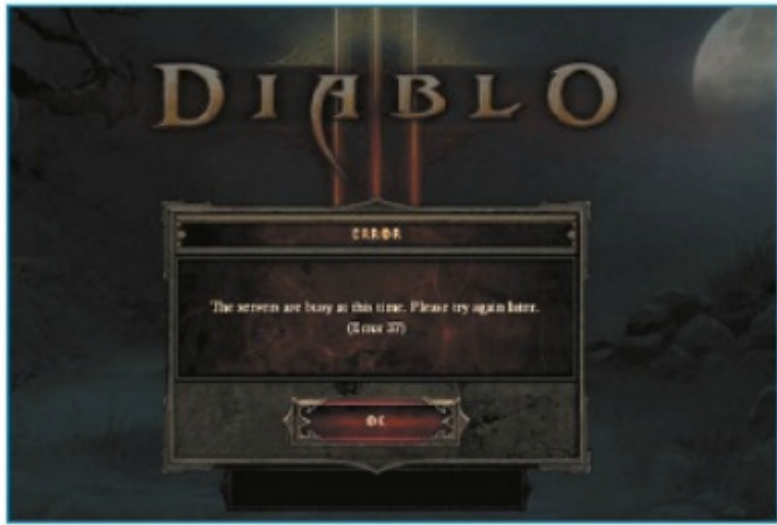 DIABLO
ERROR
The servers are busy at this time. Please try again later.
(Error 37)
OK